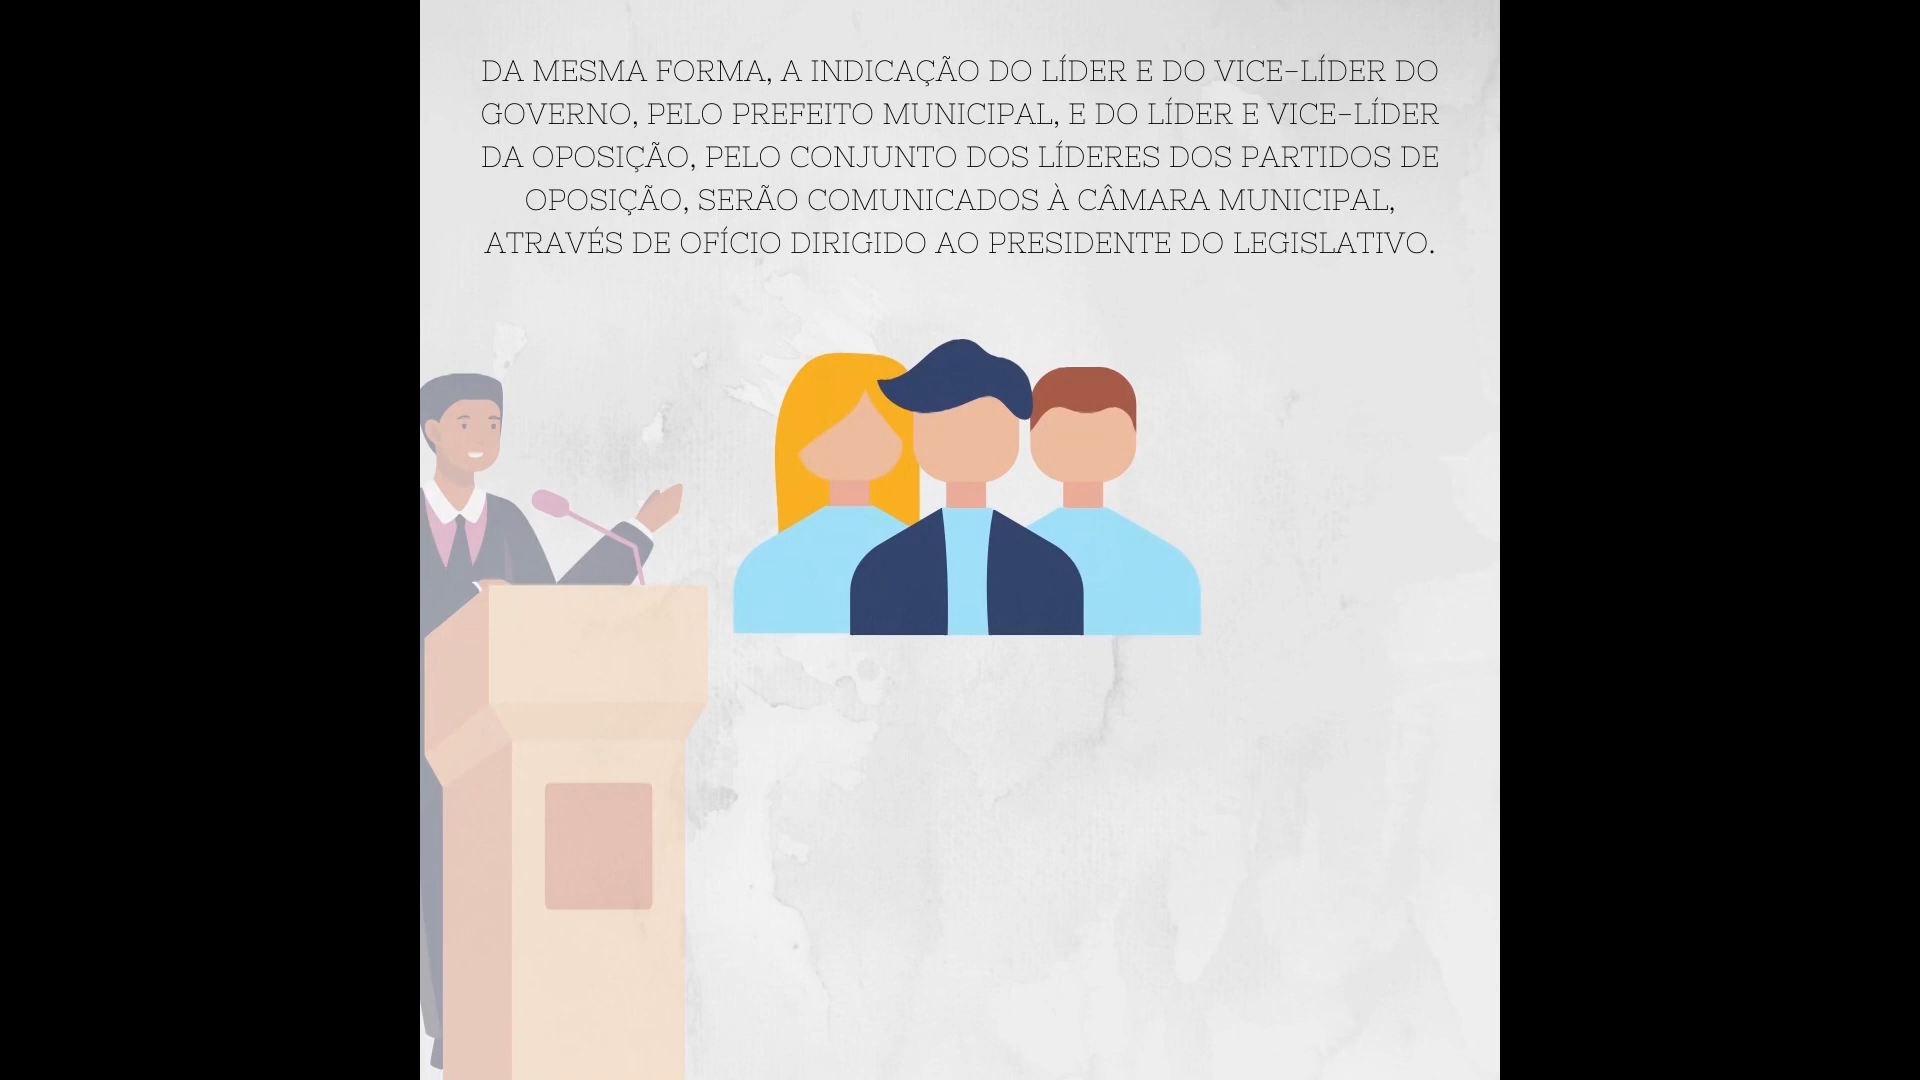 DA MESMA FORMA, A INDICAÇÃO DO LÍDER E DO VICE-LÍDER DO
GOVERNO, PELO PREFEITO MUNICIPAL, E DO LÍDER E VICE-LÍDER
DA OPOSIÇÃO, PELO CONJUNTO DOS LÍDERES DOS PARTIDOS DE
OPOSIÇÃO, SERÃO COMUNICADOS À CÂMARA MUNICIPAL,
ATRAVÉS DE OFÍCIO DIRIGIDO AO PRESIDENTE DO LEGISLATIVO.